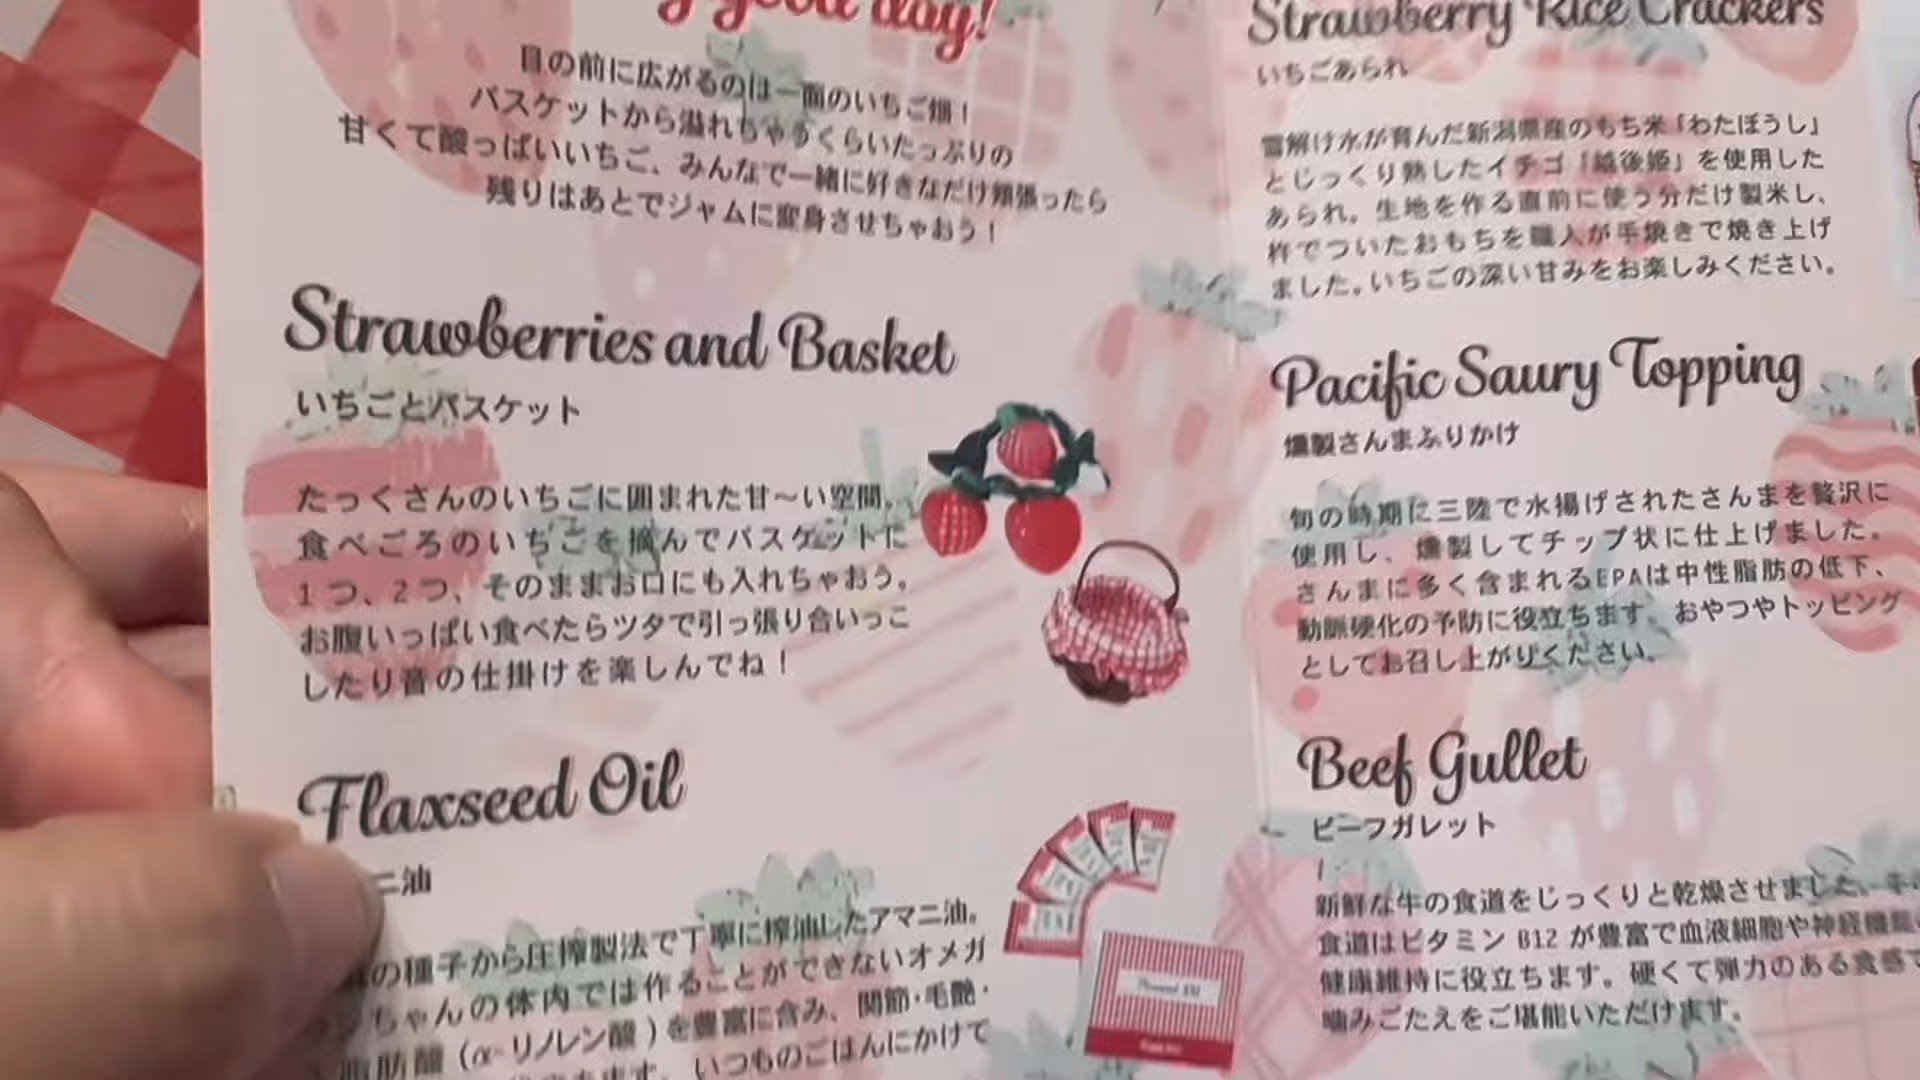 y good day!
目の前に広がるのは一面のいちご畑！
バスケットから溢れちゃうくらいたっぷりの
甘くて酸っぱいいちご、みんなで一緒に好きなだけ頬張ったら
残りはあとでジャムに変身させちゃおう！
Strawberries and Basket
いちごとバスケット
たっくさんのいちごに囲まれた甘〜い空間。
食べごろのいちごを摘んでバスケットに
1つ、2つ、そのままお口にも入れちゃおう。
お腹いっぱい食べたらツタで引っ張り合いっこ
したり音の仕掛けを楽しんでね！
Flaxseed Oil
ニ油
の種子から圧搾製法で丁寧に搾油したアマニ油。
ちゃんの体内では作ることができないオメガ
脂肪酸（α-リノレン酸）を豊富に含み、関節・毛艶・
いつものごはんにかけて
Strawberry Rice Crackers
いちごあられ
雪解け水が育んだ新潟県産のもち米「わたぼうし」
とじっくり熟したイチゴ「越後姫」を使用した
あられ。生地を作る直前に使う分だけ製米し、
杵でついたおもちを職人が手焼きで焼き上げ
ました。いちごの深い甘みをお楽しみください。
Pacific Saury Topping
燻製さんまふりかけ
旬の時期に三陸で水揚げされたさんまを贅沢に
使用し、燻製してチップ状に仕上げました。
さんまに多く含まれるEPAは中性脂肪の低下、
動脈硬化の予防に役立ちます。おやつやトッピング
としてお召し上がりください。
Beef Gullet
ビーフガレット
新鮮な牛の食道をじっくりと乾燥させました。牛の
食道はビタミン B12 が豊富で血液細胞や神経機能の
健康維持に役立ちます。硬くて弾力のある食感で
噛みごたえをご堪能いただけます。